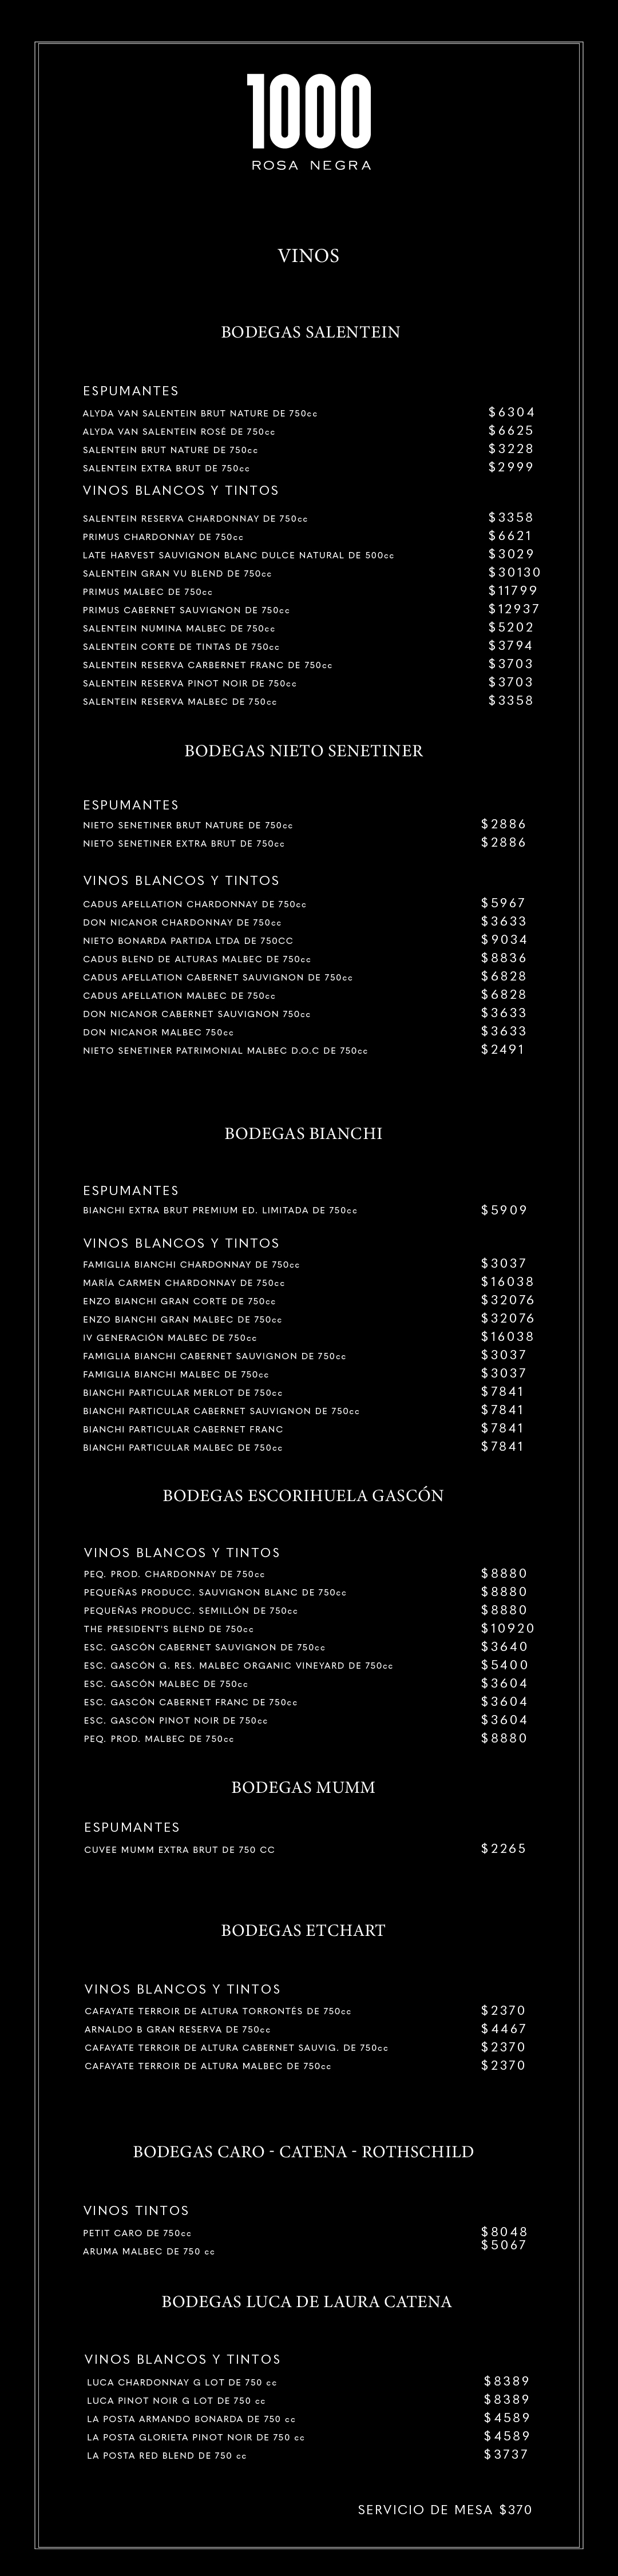 1000
ROSA NEGRA
VINOS
BODEGAS SALENTEIN
ESPUMANTES
ALYDA VAN SALENTEIN BRUT NATURE DE 750cc $6304
ALYDA VAN SALENTEIN ROSÉ DE 750cc $6625
SALENTEIN BRUT NATURE DE 750cc $3228
SALENTEIN EXTRA BRUT DE 750cc $2999
VINOS BLANCOS Y TINTOS
SALENTEIN RESERVA CHARDONNAY DE 750cc $3358
PRIMUS CHARDONNAY DE 750cc $6621
LATE HARVEST SAUVIGNON BLANC DULCE NATURAL DE 500cc $3029
SALENTEIN GRAN VU BLEND DE 750cc $30130
PRIMUS MALBEC DE 750cc $11799
PRIMUS CABERNET SAUVIGNON DE 750cc $12937
SALENTEIN NUMINA MALBEC DE 750cc $5202
SALENTEIN CORTE DE TINTAS DE 750cc $3794
SALENTEIN RESERVA CARBERNET FRANC DE 750cc $3703
SALENTEIN RESERVA PINOT NOIR DE 750cc $3703
SALENTEIN RESERVA MALBEC DE 750cc $3358
BODEGAS NIETO SENETINER
ESPUMANTES
NIETO SENETINER BRUT NATURE DE 750cc $2886
NIETO SENETINER EXTRA BRUT DE 750cc $2886
VINOS BLANCOS Y TINTOS
CADUS APELLATION CHARDONNAY DE 750cc $5967
DON NICANOR CHARDONNAY DE 750cc $3633
NIETO BONARDA PARTIDA LTDA DE 750CC $9034
CADUS BLEND DE ALTURAS MALBEC DE 750cc $8836
CADUS APELLATION CABERNET SAUVIGNON DE 750cc $6828
CADUS APELLATION MALBEC DE 750cc $6828
DON NICANOR CABERNET SAUVIGNON 750cc $3633
DON NICANOR MALBEC 750cc $3633
NIETO SENETINER PATRIMONIAL MALBEC D.O.C DE 750cc $2491
BODEGAS BIANCHI
ESPUMANTES
BIANCHI EXTRA BRUT PREMIUM ED. LIMITADA DE 750cc $5909
VINOS BLANCOS Y TINTOS
FAMIGLIA BIANCHI CHARDONNAY DE 750cc $3037
MARÍA CARMEN CHARDONNAY DE 750cc $16038
ENZO BIANCHI GRAN CORTE DE 750cc $32076
ENZO BIANCHI GRAN MALBEC DE 750cc $32076
IV GENERACIÓN MALBEC DE 750cc $16038
FAMIGLIA BIANCHI CABERNET SAUVIGNON DE 750cc $3037
FAMIGLIA BIANCHI MALBEC DE 750cc $3037
BIANCHI PARTICULAR MERLOT DE 750cc $7841
BIANCHI PARTICULAR CABERNET SAUVIGNON DE 750cc $7841
BIANCHI PARTICULAR CABERNET FRANC $7841
BIANCHI PARTICULAR MALBEC DE 750cc $7841
BODEGAS ESCORIHUELA GASCÓN
VINOS BLANCOS Y TINTOS
PEQ. PROD. CHARDONNAY DE 750cc $8880
PEQUEÑAS PRODUCC. SAUVIGNON BLANC DE 750cc $8880
PEQUEÑAS PRODUCC. SEMILLÓN DE 750cc $8880
THE PRESIDENT'S BLEND DE 750cc $10920
ESC. GASCÓN CABERNET SAUVIGNON DE 750cc $3640
ESC. GASCÓN G. RES. MALBEC ORGANIC VINEYARD DE 750cc $5400
ESC. GASCÓN MALBEC DE 750cc $3604
ESC. GASCÓN CABERNET FRANC DE 750cc $3604
ESC. GASCÓN PINOT NOIR DE 750cc $3604
PEQ. PROD. MALBEC DE 750cc $8880
BODEGAS MUMM
ESPUMANTES
CUVEE MUMM EXTRA BRUT DE 750 CC $2265
BODEGAS ETCHART
VINOS BLANCOS Y TINTOS
CAFAYATE TERROIR DE ALTURA TORRONTÉS DE 750cc $2370
ARNALDO B GRAN RESERVA DE 750cc $4467
CAFAYATE TERROIR DE ALTURA CABERNET SAUVIG. DE 750cc $2370
CAFAYATE TERROIR DE ALTURA MALBEC DE 750cc $2370
BODEGAS CARO - CATENA - ROTHSCHILD
VINOS TINTOS
PETIT CARO DE 750cc $8048
ARUMA MALBEC DE 750 cc $5067
BODEGAS LUCA DE LAURA CATENA
VINOS BLANCOS Y TINTOS
LUCA CHARDONNAY G LOT DE 750 cc $8389
LUCA PINOT NOIR G LOT DE 750 cc $8389
LA POSTA ARMANDO BONARDA DE 750 cc $4589
LA POSTA GLORIETA PINOT NOIR DE 750 cc $4589
LA POSTA RED BLEND DE 750 cc $3737
SERVICIO DE MESA $370